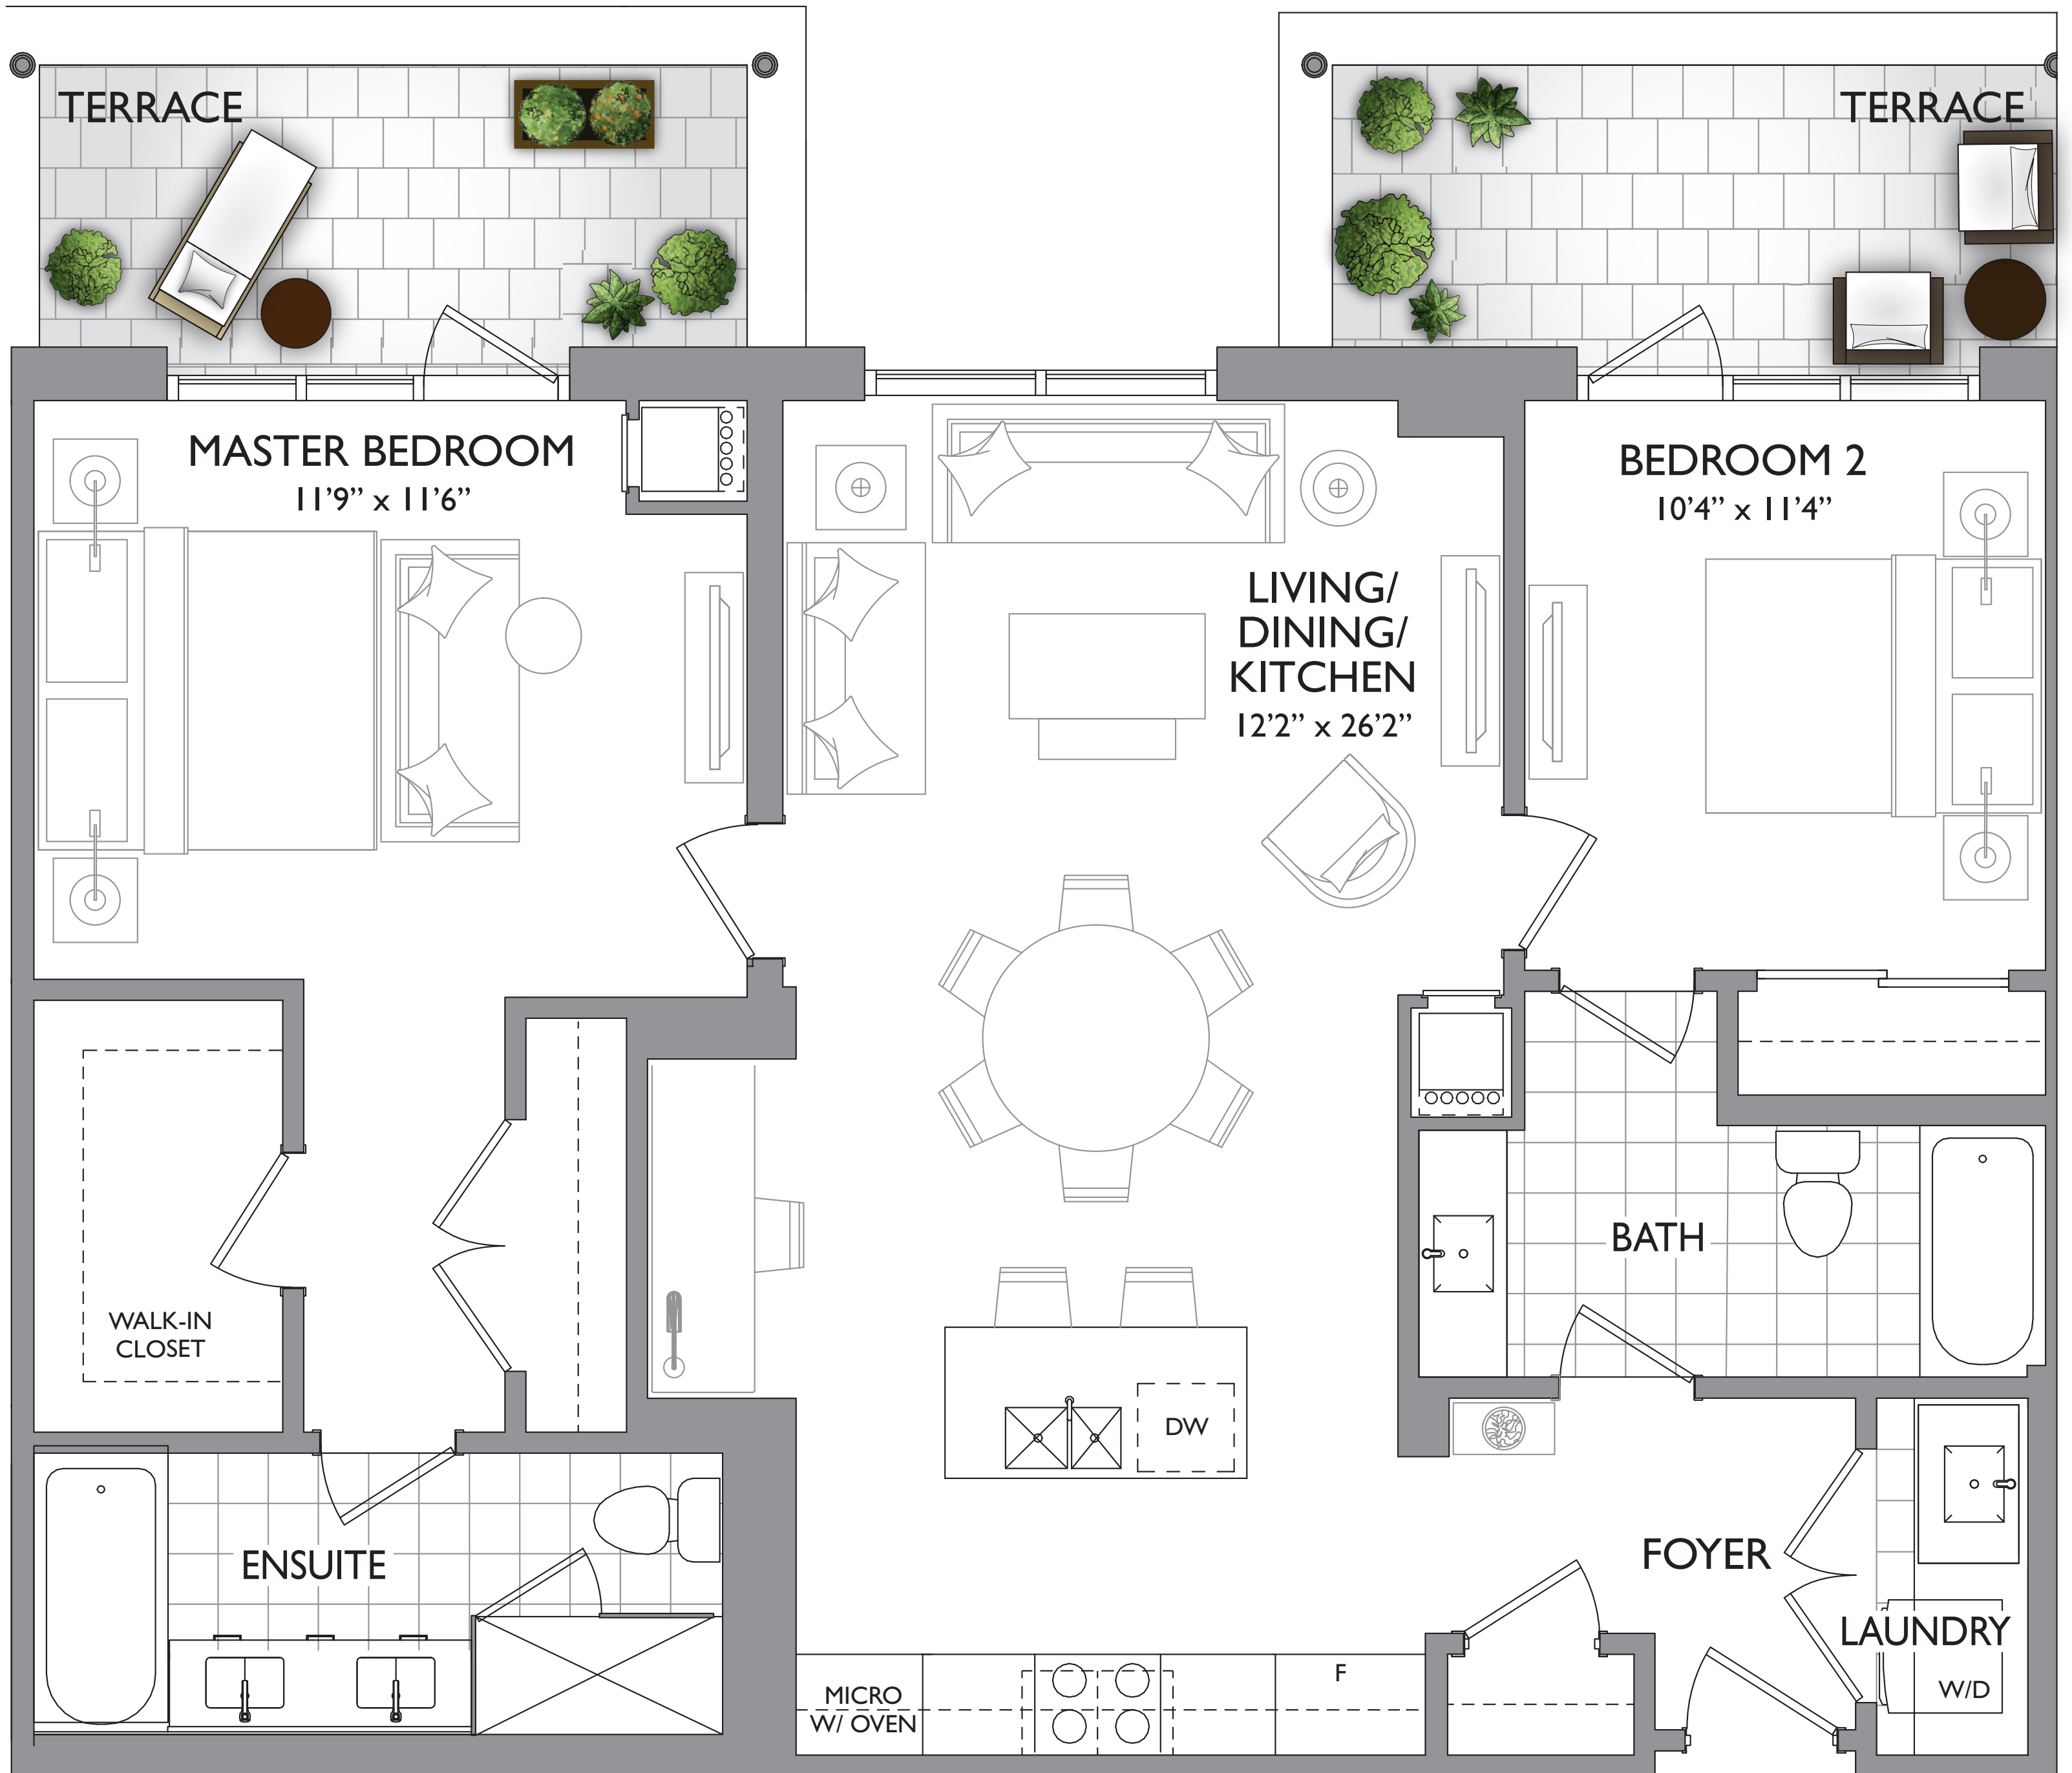 TERRACE
TERRACE
MASTER BEDROOM
11’9” x 11’6”
BEDROOM 2
10’4” x 11’4”
LIVING/
DINING/
KITCHEN
12’2” x 26’2”
BATH
WALK-IN
CLOSET
DW
ENSUITE
FOYER
LAUNDRY
W/D
MICRO
W/ OVEN
F